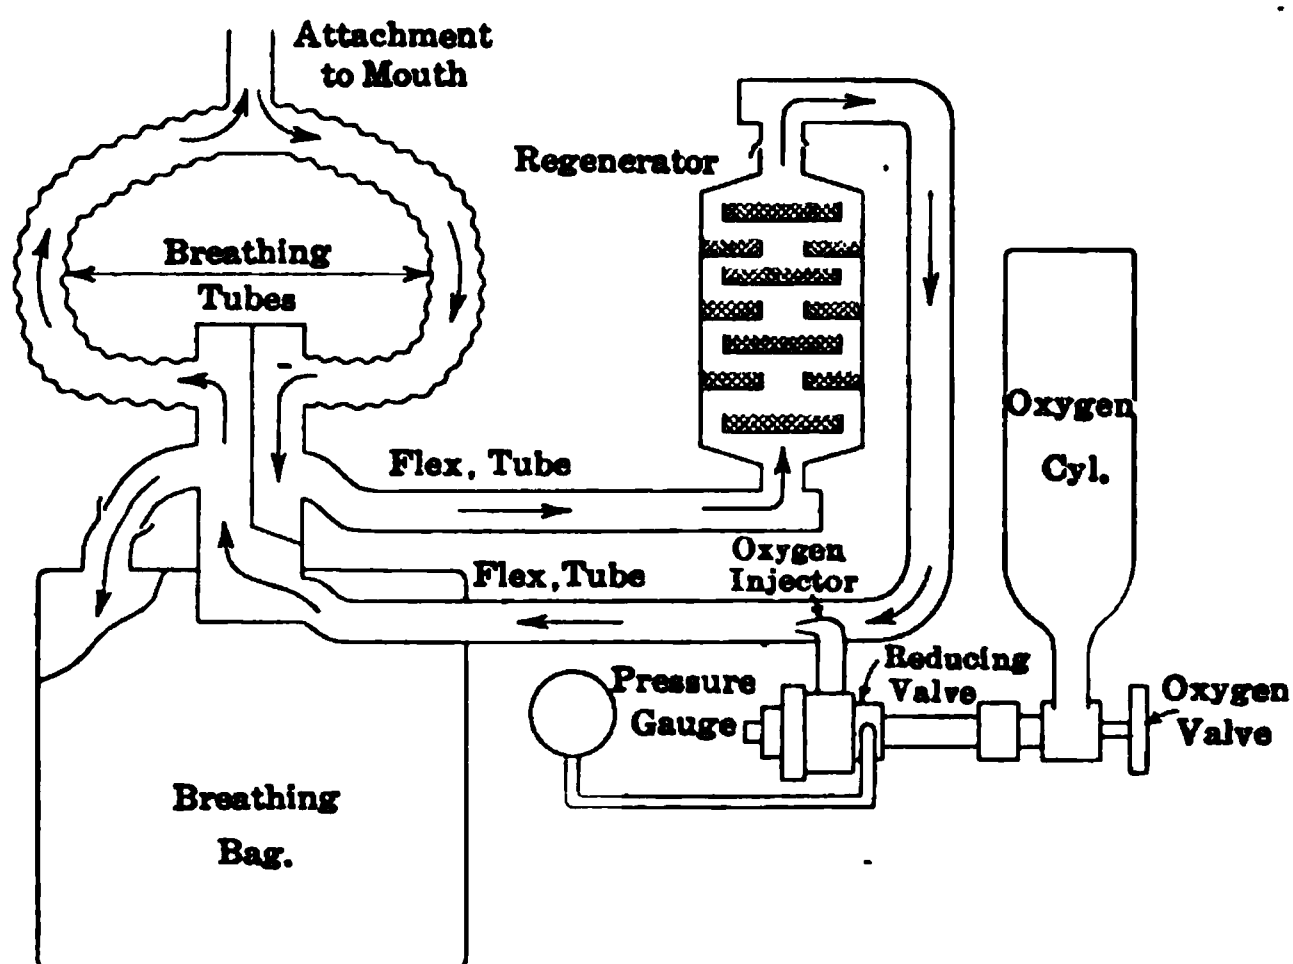 Attachment
to Mouth
Regenerator
Breathing
Tubes
Oxygen
Cyl.
Flex, Tube
Oxygen
Injector
Flex, Tube
Reducing
Valve
Pressure
Gauge
Oxygen
Valve
Breathing
Bag.